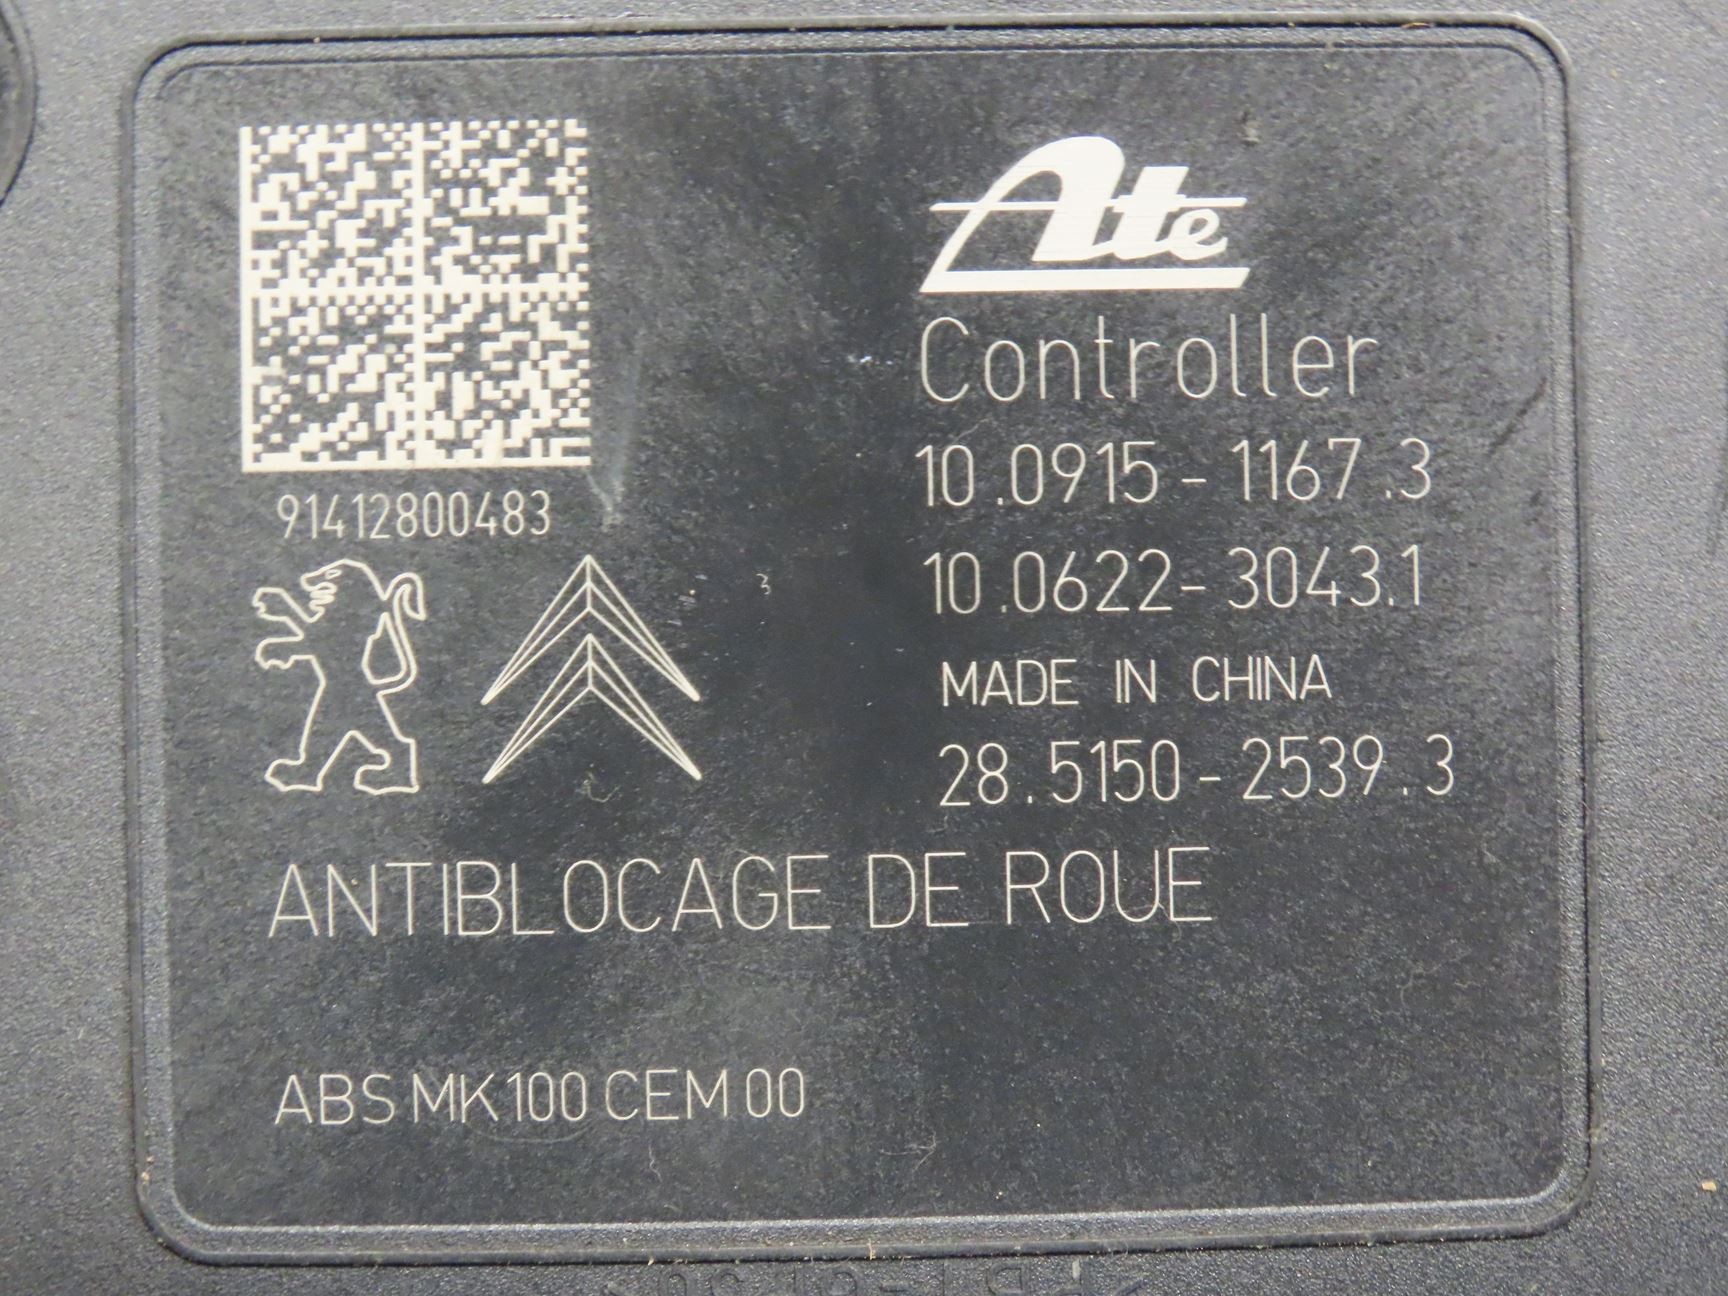 Ate
Controller
91412800483
10.0915-1167.3
10.0622-3043.1
MADE IN CHINA
28.5150-2539.3
ANTIBLOCAGE DE ROUE
ABS MK100 CEM 00